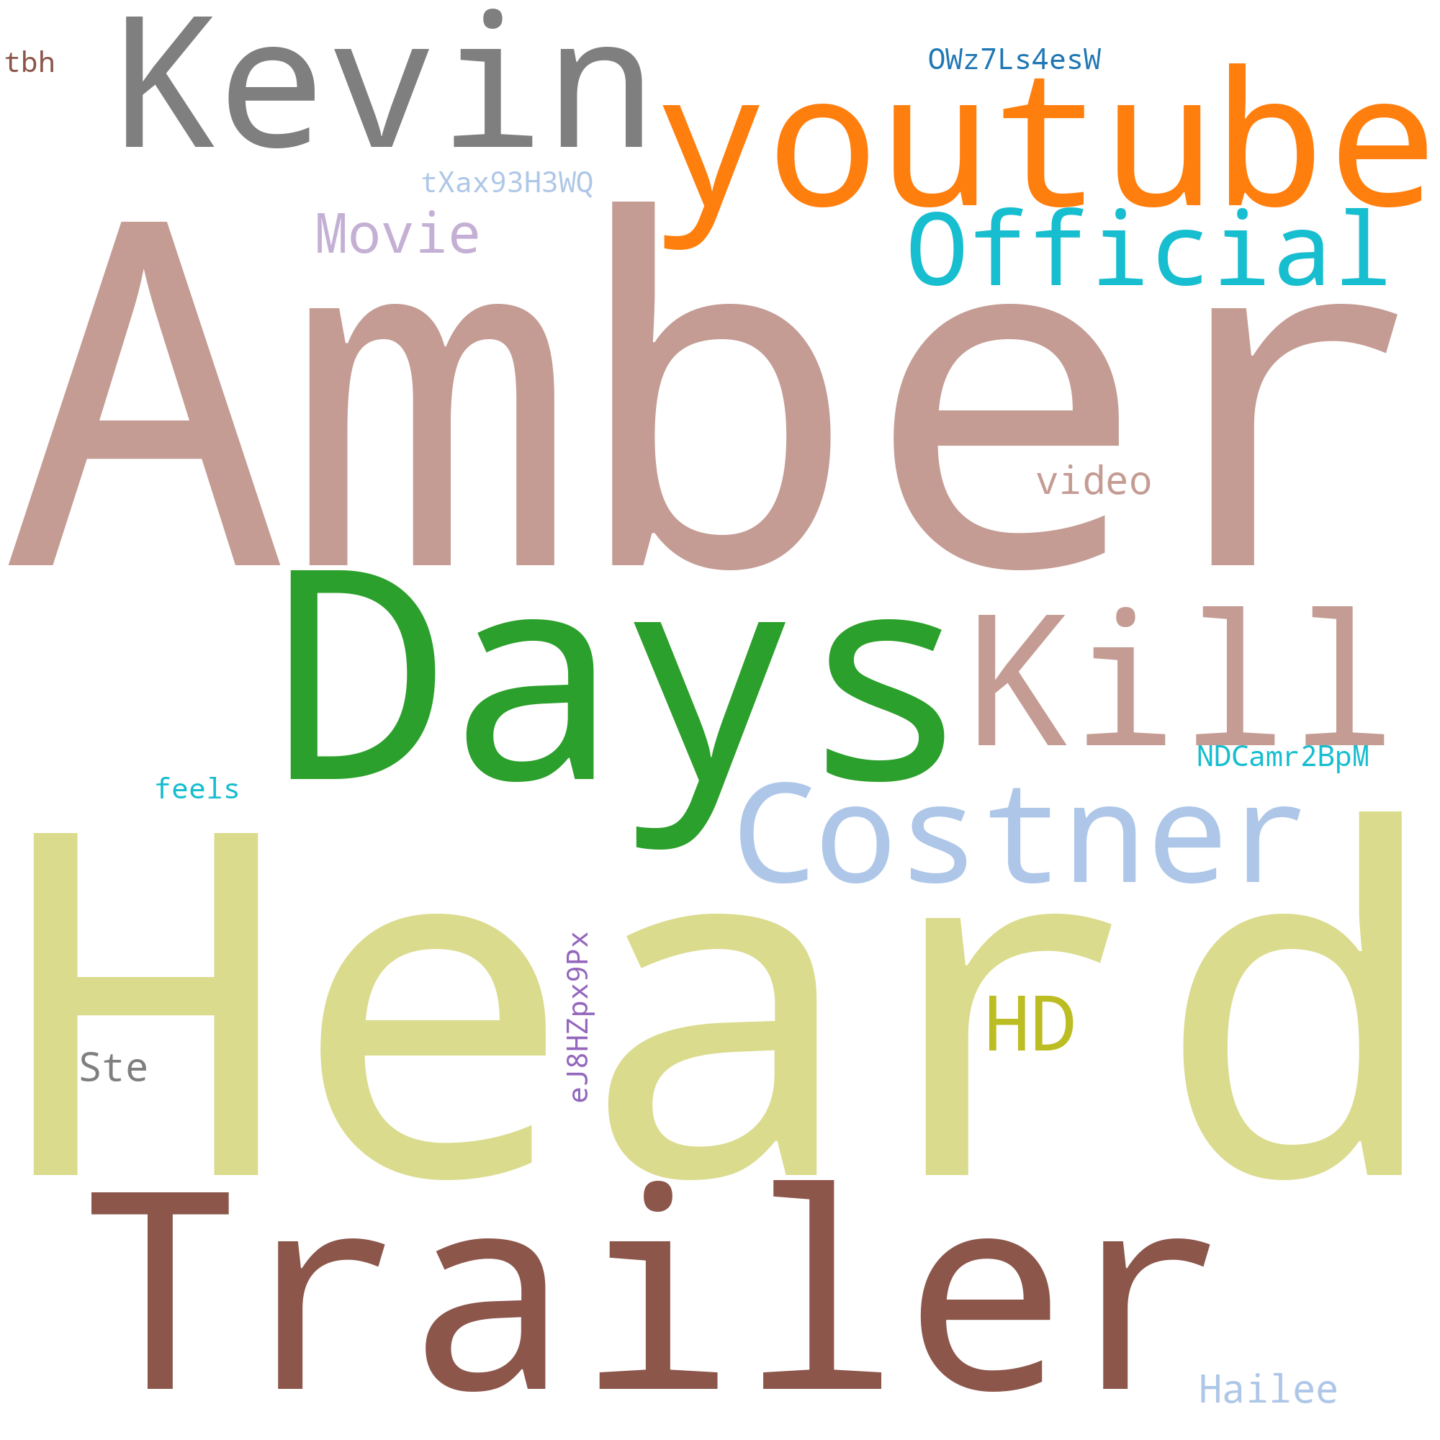 Kevin
tbh
OWz7Ls4esW
youtube
tXax93H3WQ
Movie
Official
Amber
video
Days
Kill
NDCamr2BpM
feels
Costner
Heard
eJ8HZpx9Px
HD
Ste
Trailer
Hailee